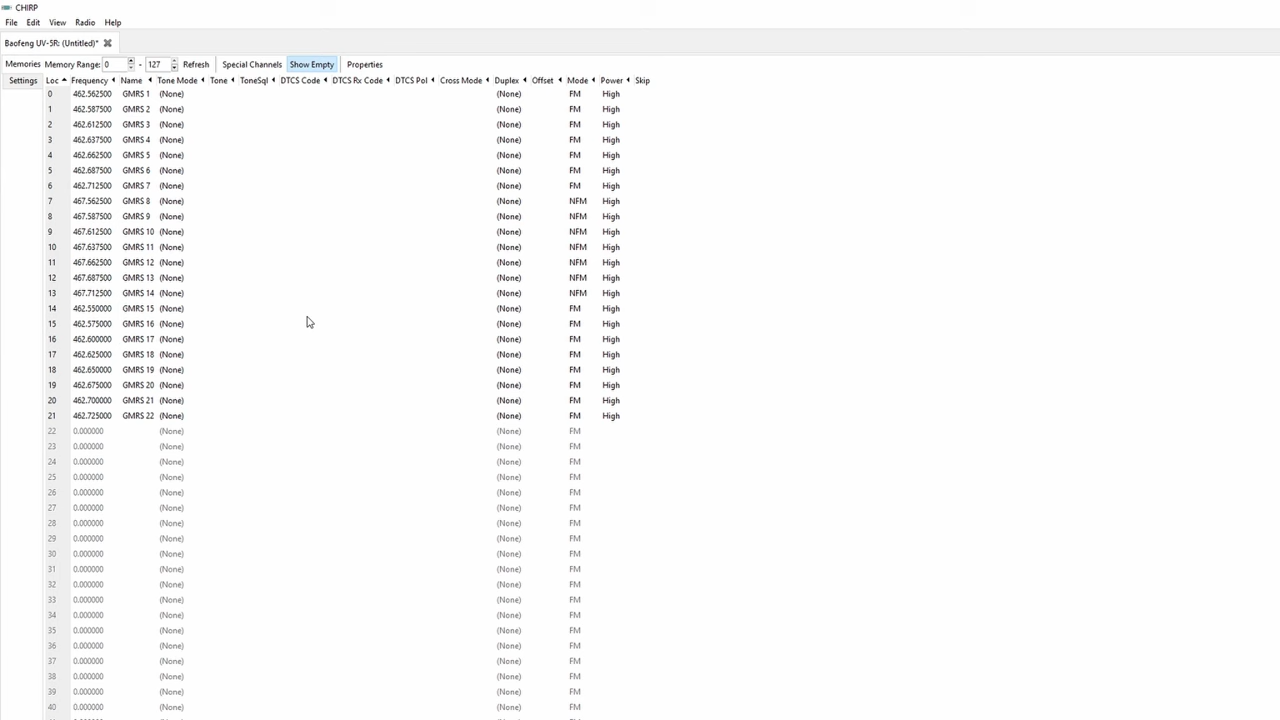 CHIRP
File Edit View Radio Help
Baofeng UV-5R: (Untitled)*
Memories Memory Range: 0 - 127 Refresh Special Channels Show Empty Properties
Settings Loc Frequency Name Tone Mode Tone ToneSql DTCS Code DTCS Rx Code DTCS Pol Cross Mode Duplex Offset Mode Power Skip
0 462.562500 GMRS 1 (None) (None) FM High
1 462.587500 GMRS 2 (None) (None) FM High
2 462.612500 GMRS 3 (None) (None) FM High
3 462.637500 GMRS 4 (None) (None) FM High
4 462.662500 GMRS 5 (None) (None) FM High
5 462.687500 GMRS 6 (None) (None) FM High
6 462.712500 GMRS 7 (None) (None) FM High
7 467.562500 GMRS 8 (None) (None) NFM High
8 467.587500 GMRS 9 (None) (None) NFM High
9 467.612500 GMRS 10 (None) (None) NFM High
10 467.637500 GMRS 11 (None) (None) NFM High
11 467.662500 GMRS 12 (None) (None) NFM High
12 467.687500 GMRS 13 (None) (None) NFM High
13 467.712500 GMRS 14 (None) (None) NFM High
14 462.550000 GMRS 15 (None) (None) FM High
15 462.575000 GMRS 16 (None) (None) FM High
16 462.600000 GMRS 17 (None) (None) FM High
17 462.625000 GMRS 18 (None) (None) FM High
18 462.650000 GMRS 19 (None) (None) FM High
19 462.675000 GMRS 20 (None) (None) FM High
20 462.700000 GMRS 21 (None) (None) FM High
21 462.725000 GMRS 22 (None) (None) FM High
22 0.000000 (None) (None) FM
23 0.000000 (None) (None) FM
24 0.000000 (None) (None) FM
25 0.000000 (None) (None) FM
26 0.000000 (None) (None) FM
27 0.000000 (None) (None) FM
28 0.000000 (None) (None) FM
29 0.000000 (None) (None) FM
30 0.000000 (None) (None) FM
31 0.000000 (None) (None) FM
32 0.000000 (None) (None) FM
33 0.000000 (None) (None) FM
34 0.000000 (None) (None) FM
35 0.000000 (None) (None) FM
36 0.000000 (None) (None) FM
37 0.000000 (None) (None) FM
38 0.000000 (None) (None) FM
39 0.000000 (None) (None) FM
40 0.000000 (None) (None) FM